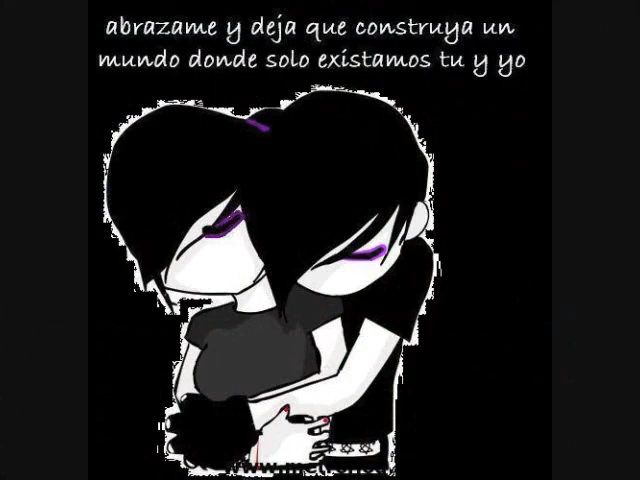 abrazame y deja que construya un
mundo donde solo existamos tu y yo